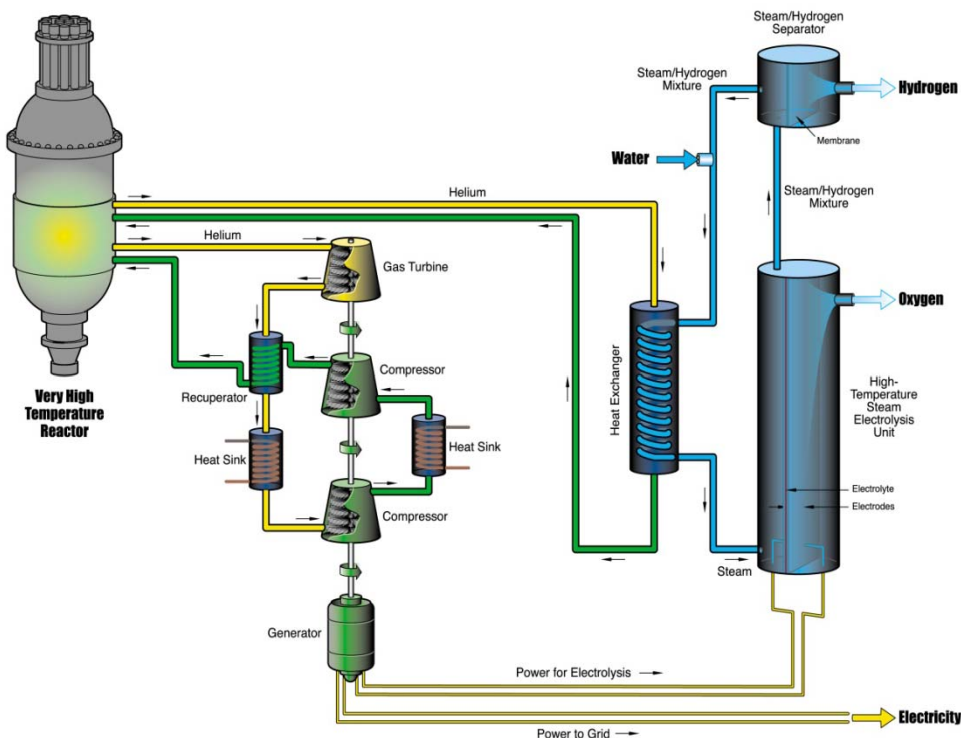 Steam/Hydrogen
Separator
Steam/Hydrogen
Mixture
Hydrogen
Membrane
Water
Steam/Hydrogen
Mixture
Helium
Helium
Gas Turbine
Oxygen
Compressor
Recuperator
Very High
Temperature
Reactor
Heat Exchanger
High-
Temperature
Steam
Electrolysis
Unit
Heat Sink
Heat Sink
Electrolyte
Electrodes
Compressor
Steam
Generator
Power for Electrolysis
Electricity
Power to Grid